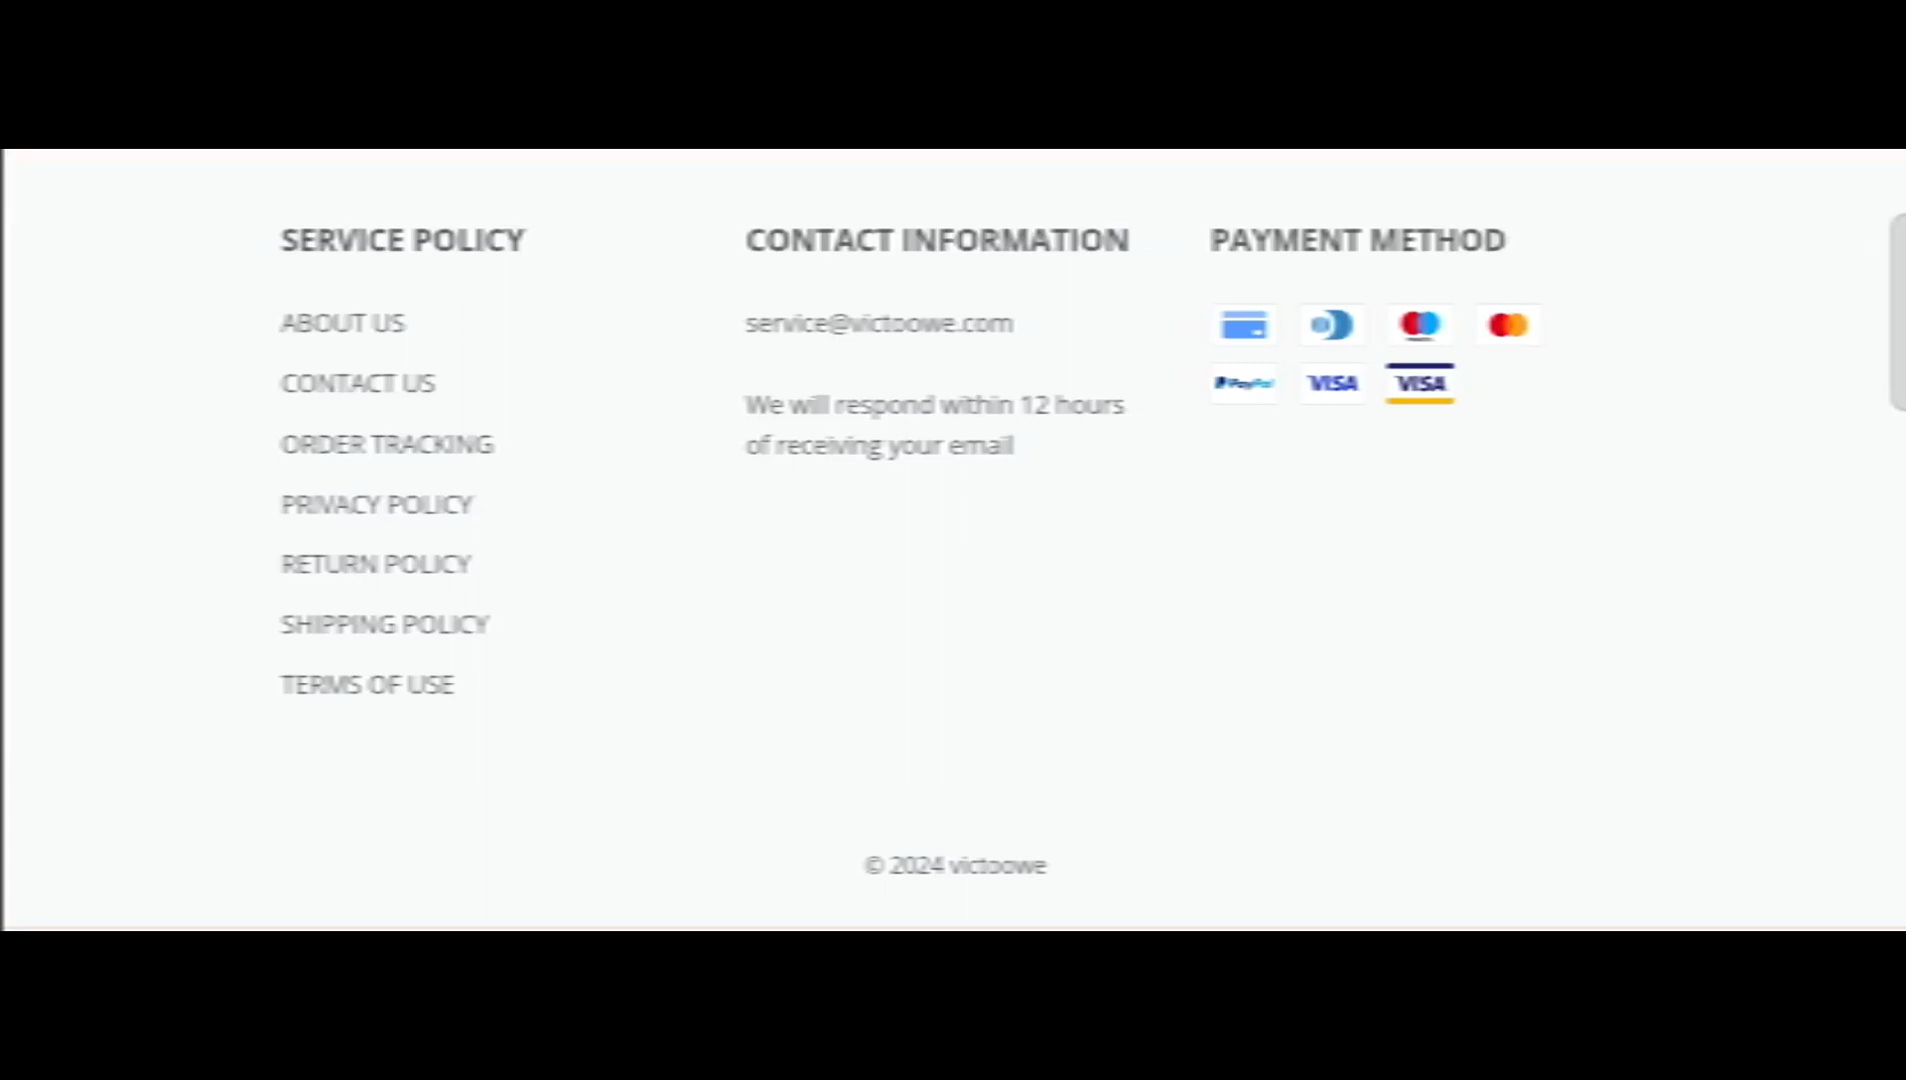 SERVICE POLICY
ABOUT US
CONTACT US
ORDER TRACKING
PRIVACY POLICY
RETURN POLICY
SHIPPING POLICY
TERMS OF USE
CONTACT INFORMATION
service@victoowe.com
We will respond within 12 hours
of receiving your email
PAYMENT METHOD
PayPal VISA VISA
© 2024 victoowe